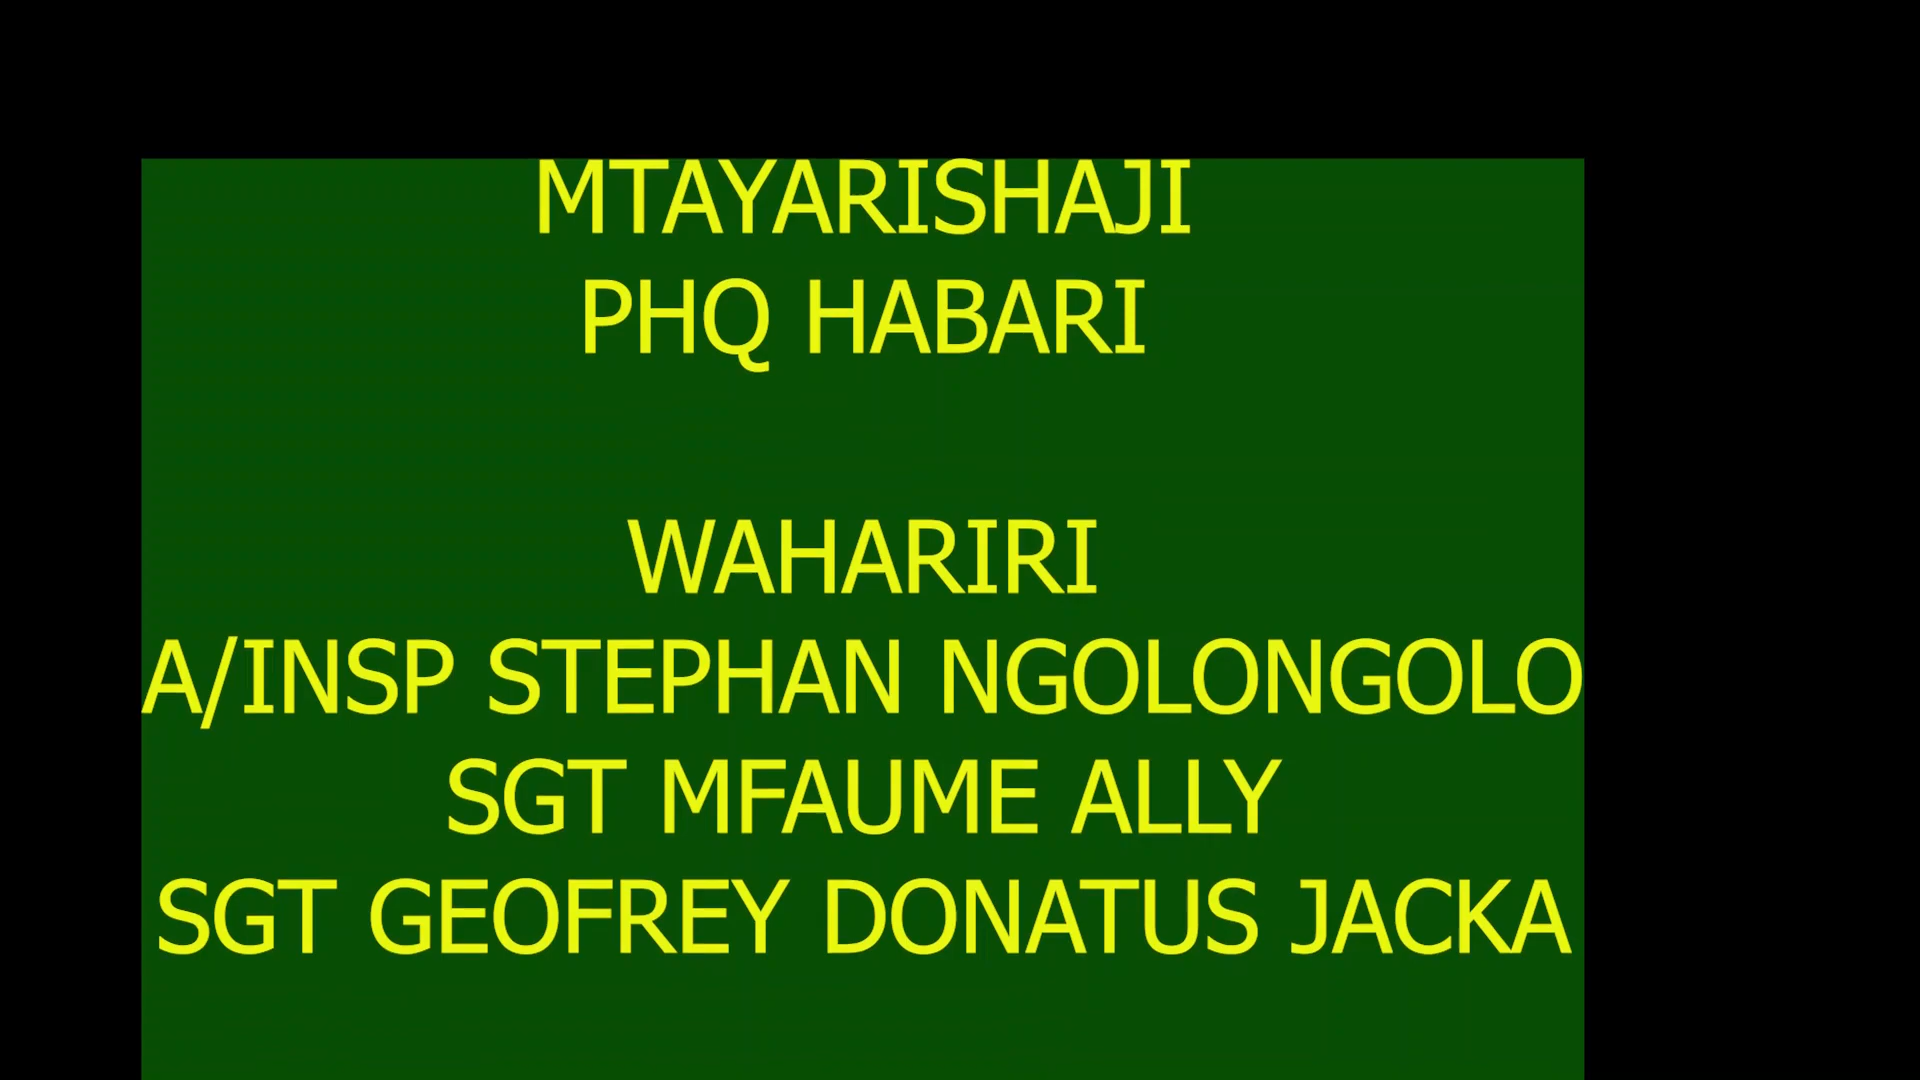 MTAYARISHAJI
PHQ HABARI
WAHARIRI
A/INSP STEPHAN NGOLONGOLO
SGT MFAUME ALLY
SGT GEOFREY DONATUS JACKA